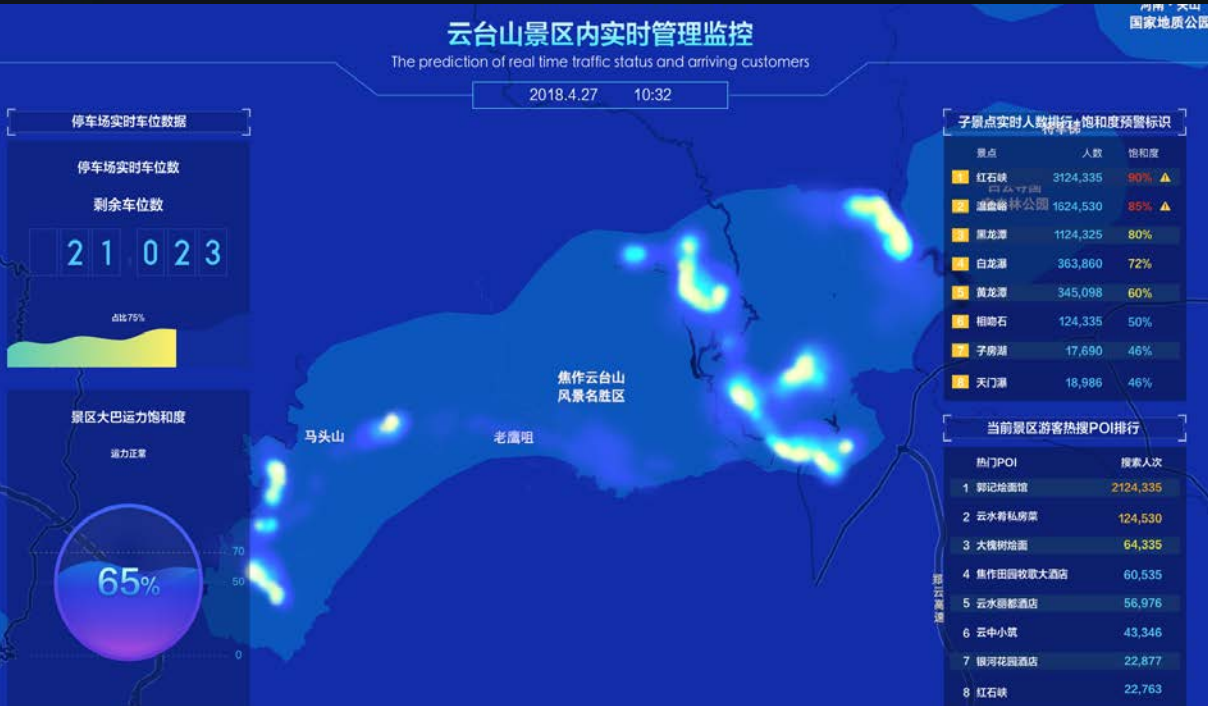 国家地质公园
云台山景区内实时管理监控
The prediction of real time traffic status and arriving customers
2018.4.27 10:32
停车场实时车位数据
停车场实时车位数
剩余车位数
21,023
占比75%
景区大巴运力饱和度
运力正常
65%
70
50
0
马头山
老鹰咀
焦作云台山
风景名胜区
郑云高速
子景点实时人数排行+饱和度预警标识
景点 人数 饱和度
1 红石峡 3124,335 90%
2 温盘峪 1624,530 85%
3 黑龙潭 1124,325 80%
4 白龙瀑 363,860 72%
5 黄龙潭 345,098 60%
6 相吻石 124,335 50%
7 子房湖 17,690 46%
8 天门瀑 18,986 46%
当前景区游客热搜POI排行
热门POI 搜索人次
1 郭记烩面馆 2124,335
2 云水肴私房菜 124,530
3 大槐树烩面 64,335
4 焦作田园牧歌大酒店 60,535
5 云水丽都酒店 56,976
6 云中小筑 43,346
7 银河花园酒店 22,877
8 红石峡 22,763